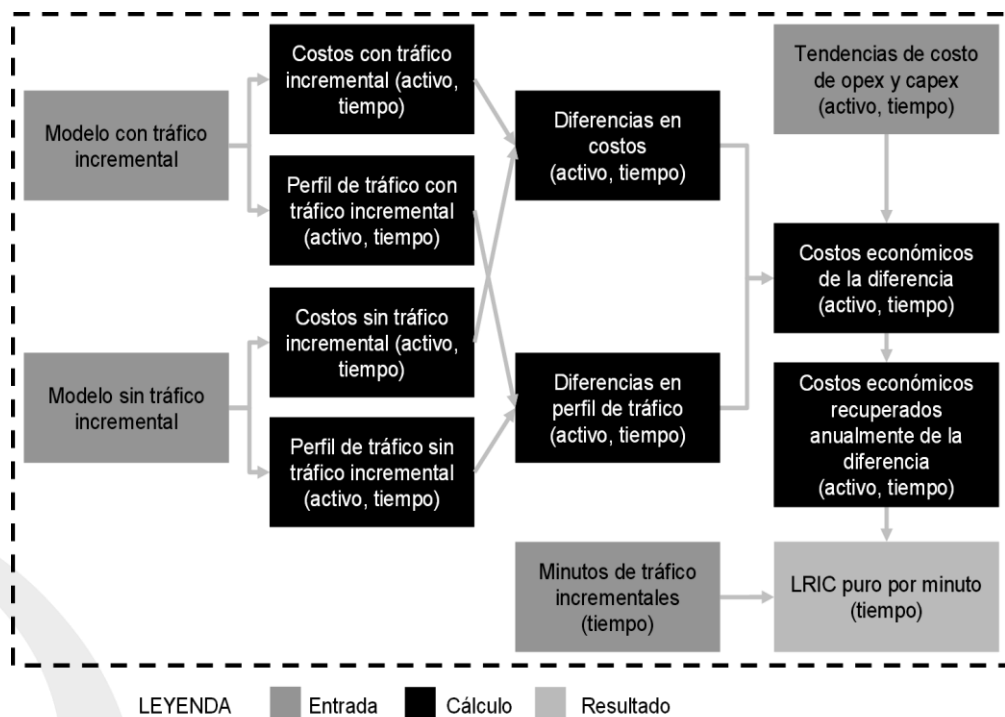 Modelo con tráfico
incremental
Modelo sin tráfico
incremental
Costos con tráfico
incremental (activo,
tiempo)
Perfil de tráfico con
tráfico incremental
(activo, tiempo)
Costos sin tráfico
incremental (activo,
tiempo)
Perfil de tráfico sin
tráfico incremental
(activo, tiempo)
Diferencias en
costos
(activo, tiempo)
Diferencias en
perfil de tráfico
(activo, tiempo)
Minutos de tráfico
incrementales
(tiempo)
Tendencias de costo
de opex y capex
(activo, tiempo)
Costos económicos
de la diferencia
(activo, tiempo)
Costos económicos
recuperados
anualmente de la
diferencia
(activo, tiempo)
LRIC puro por minuto
(tiempo)
LEYENDA
Entrada
Cálculo
Resultado